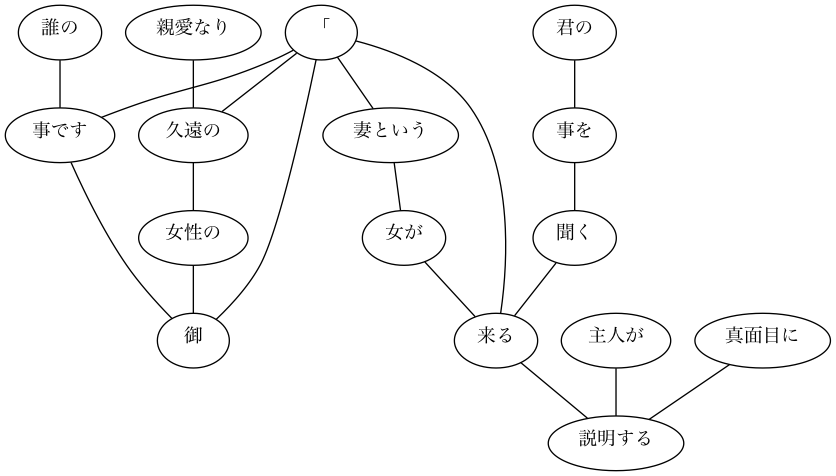 誰の
親愛なり
「
君の
事です
久遠の
妻という
事を
女性の
女が
聞く
御
来る
主人が
真面目に
説明する